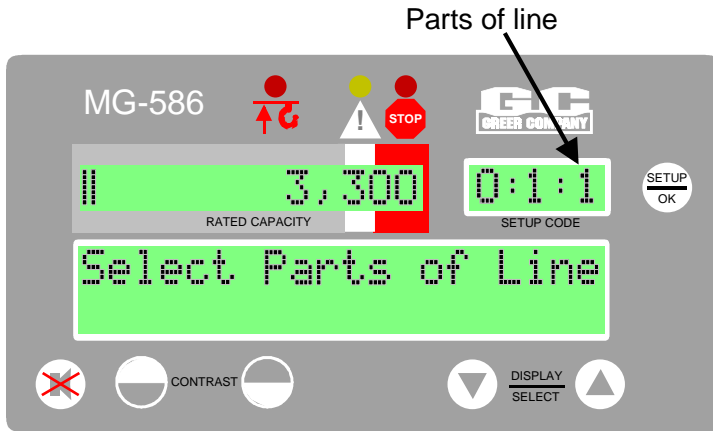 Parts of line
MG-586
!
STOP
GREER COMPANY
3,300
0:1:1
SETUP
OK
RATED CAPACITY
SETUP CODE
Select Parts of Line
CONTRAST
DISPLAY
SELECT